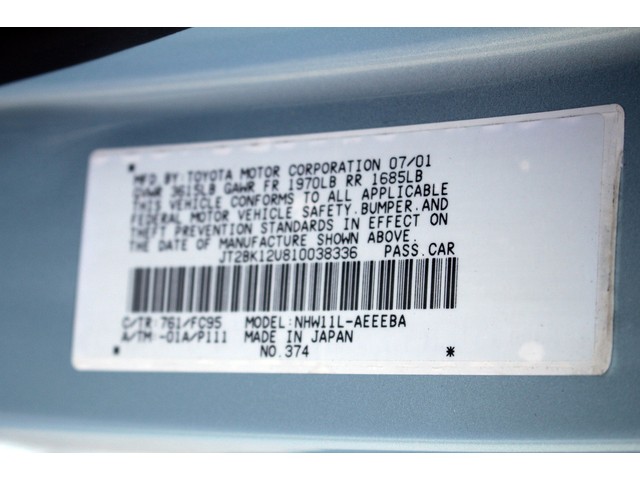 MFD.BY:TOYOTA MOTOR CORPORATION 07/01
GVWR 3615LB GAWR FR 1970LB RR 1685LB
THIS VEHICLE CONFORMS TO ALL APPLICABLE
FEDERAL MOTOR VEHICLE SAFETY,BUMPER,AND
THEFT PREVENTION STANDARDS IN EFFECT ON
THE DATE OF MANUFACTURE SHOWN ABOVE.
JT2BK12U810038336 PASS.CAR
C/TR:761/FC95 MODEL:NHW11L-AEEEBA
A/TM:-01A/P111 MADE IN JAPAN
NO.374 *